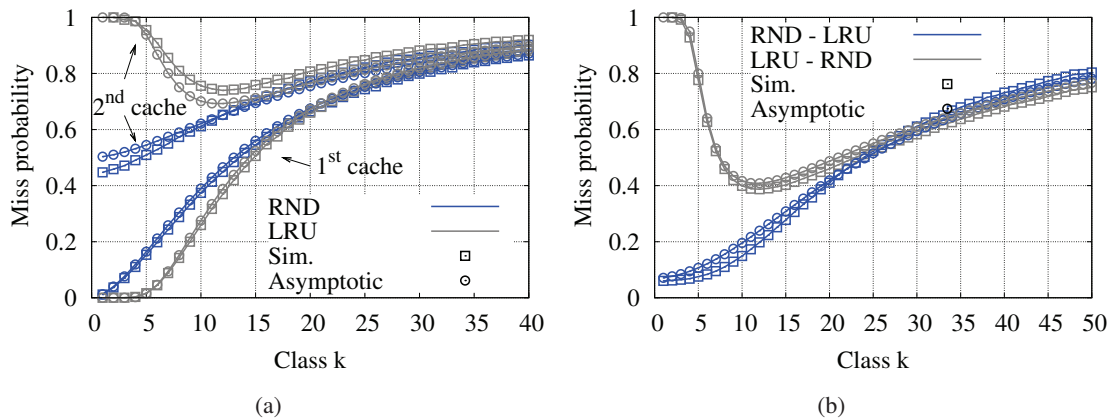 1
0.8
0.6
0.4
0.2
0
Miss probability
2nd cache
1st cache
RND
LRU
Sim.
Asymptotic
0 5 10 15 20 25 30 35 40
Class k
(a)
1
0.8
0.6
0.4
0.2
0
Miss probability
RND - LRU
LRU - RND
Sim.
Asymptotic
0 5 10 15 20 25 30 35 40 45 50
Class k
(b)